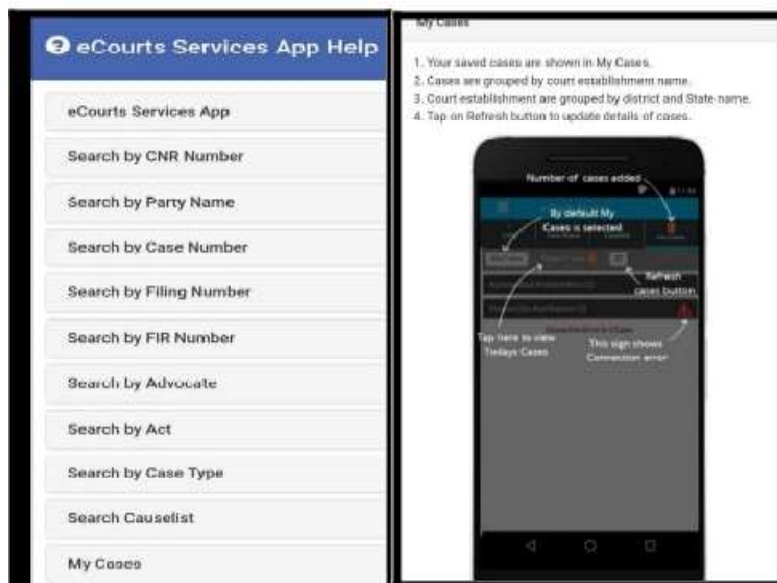 eCourts Services App Help
eCourts Services App
Search by CNR Number
Search by Party Name
Search by Case Number
Search by Filing Number
Search by FIR Number
Search by Advocate
Search by Act
Search by Case Type
Search Causelist
My Cases
My Cases
1. Your saved cases are shown in My Cases.
2. Cases are grouped by court establishment name.
3. Court establishment are grouped by district and State name.
4. Tap on Refresh button to update details of cases.
Number of cases added
By default My
Cases is selected
Refresh
cases button
Tap here to view
Todays Cases
This sign shows
Connection error